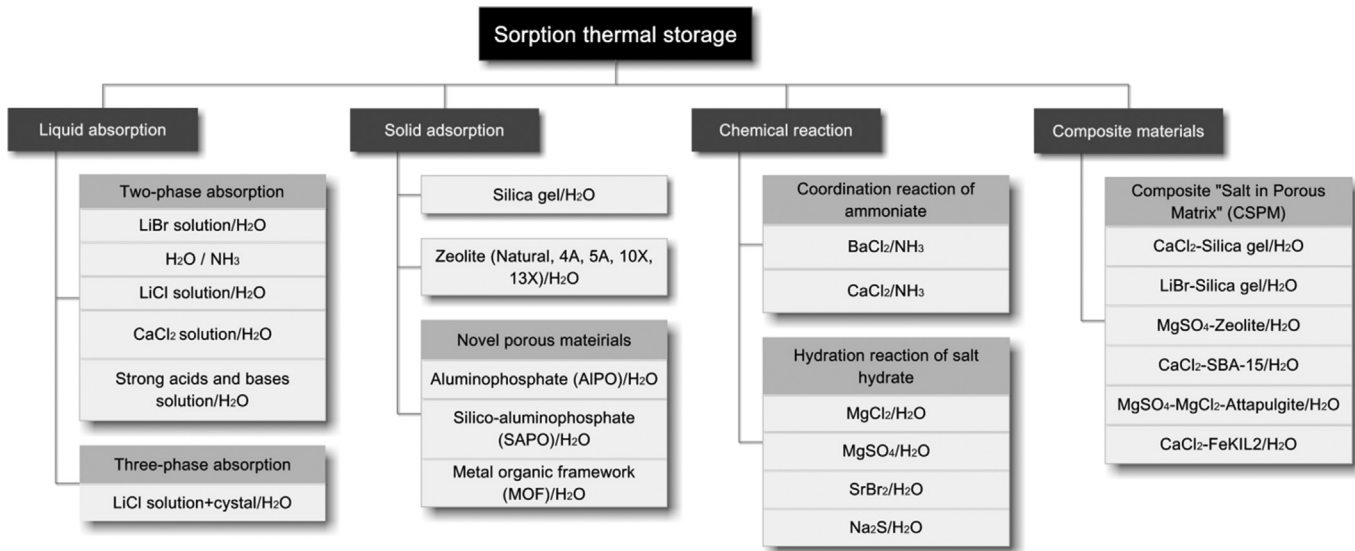 Sorption thermal storage
Liquid absorption
Two-phase absorption
LiBr solution/H₂O
H₂O / NH₃
LiCl solution/H₂O
CaCl₂ solution/H₂O
Strong acids and bases
solution/H₂O
Three-phase absorption
LiCl solution+cystal/H₂O
Solid adsorption
Silica gel/H₂O
Zeolite (Natural, 4A, 5A, 10X,
13X)/H₂O
Novel porous mateirials
Aluminophosphate (AlPO)/H₂O
Silico-aluminophosphate
(SAPO)/H₂O
Metal organic framework
(MOF)/H₂O
Chemical reaction
Coordination reaction of
ammoniate
BaCl₂/NH₃
CaCl₂/NH₃
Hydration reaction of salt
hydrate
MgCl₂/H₂O
MgSO₄/H₂O
SrBr₂/H₂O
Na₂S/H₂O
Composite materials
Composite "Salt in Porous
Matrix" (CSPM)
CaCl₂-Silica gel/H₂O
LiBr-Silica gel/H₂O
MgSO₄-Zeolite/H₂O
CaCl₂-SBA-15/H₂O
MgSO₄-MgCl₂-Attapulgite/H₂O
CaCl₂-FeKIL2/H₂O